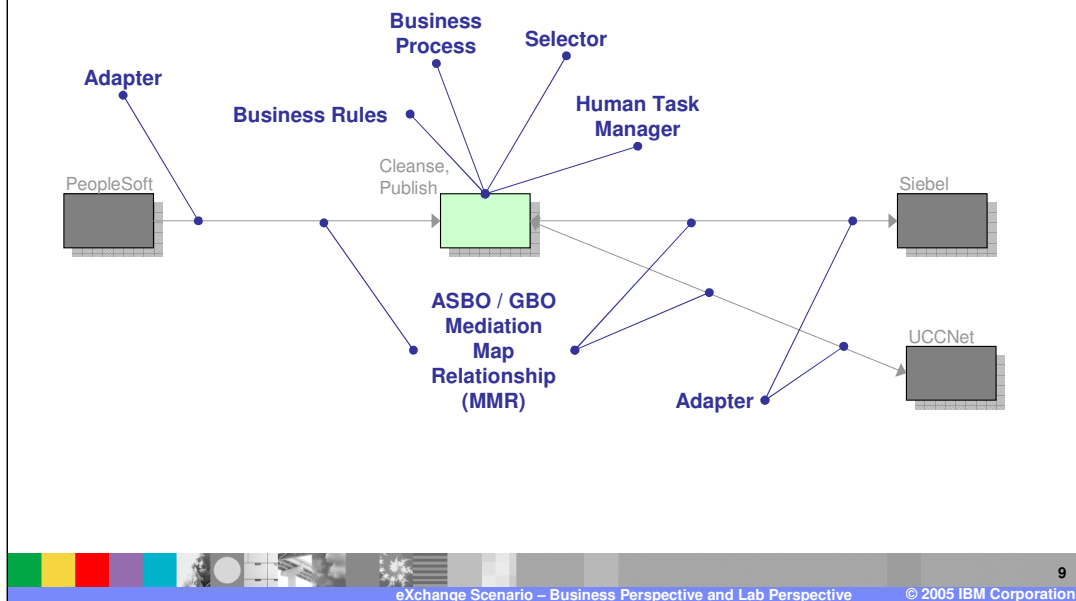 Business
Process
Selector
Adapter
Business Rules
Human Task
Manager
Cleanse,
Publish
PeopleSoft
Siebel
ASBO / GBO
Mediation
Map
Relationship
(MMR)
UCCNet
Adapter
9
eXchange Scenario – Business Perspective and Lab Perspective
© 2005 IBM Corporation